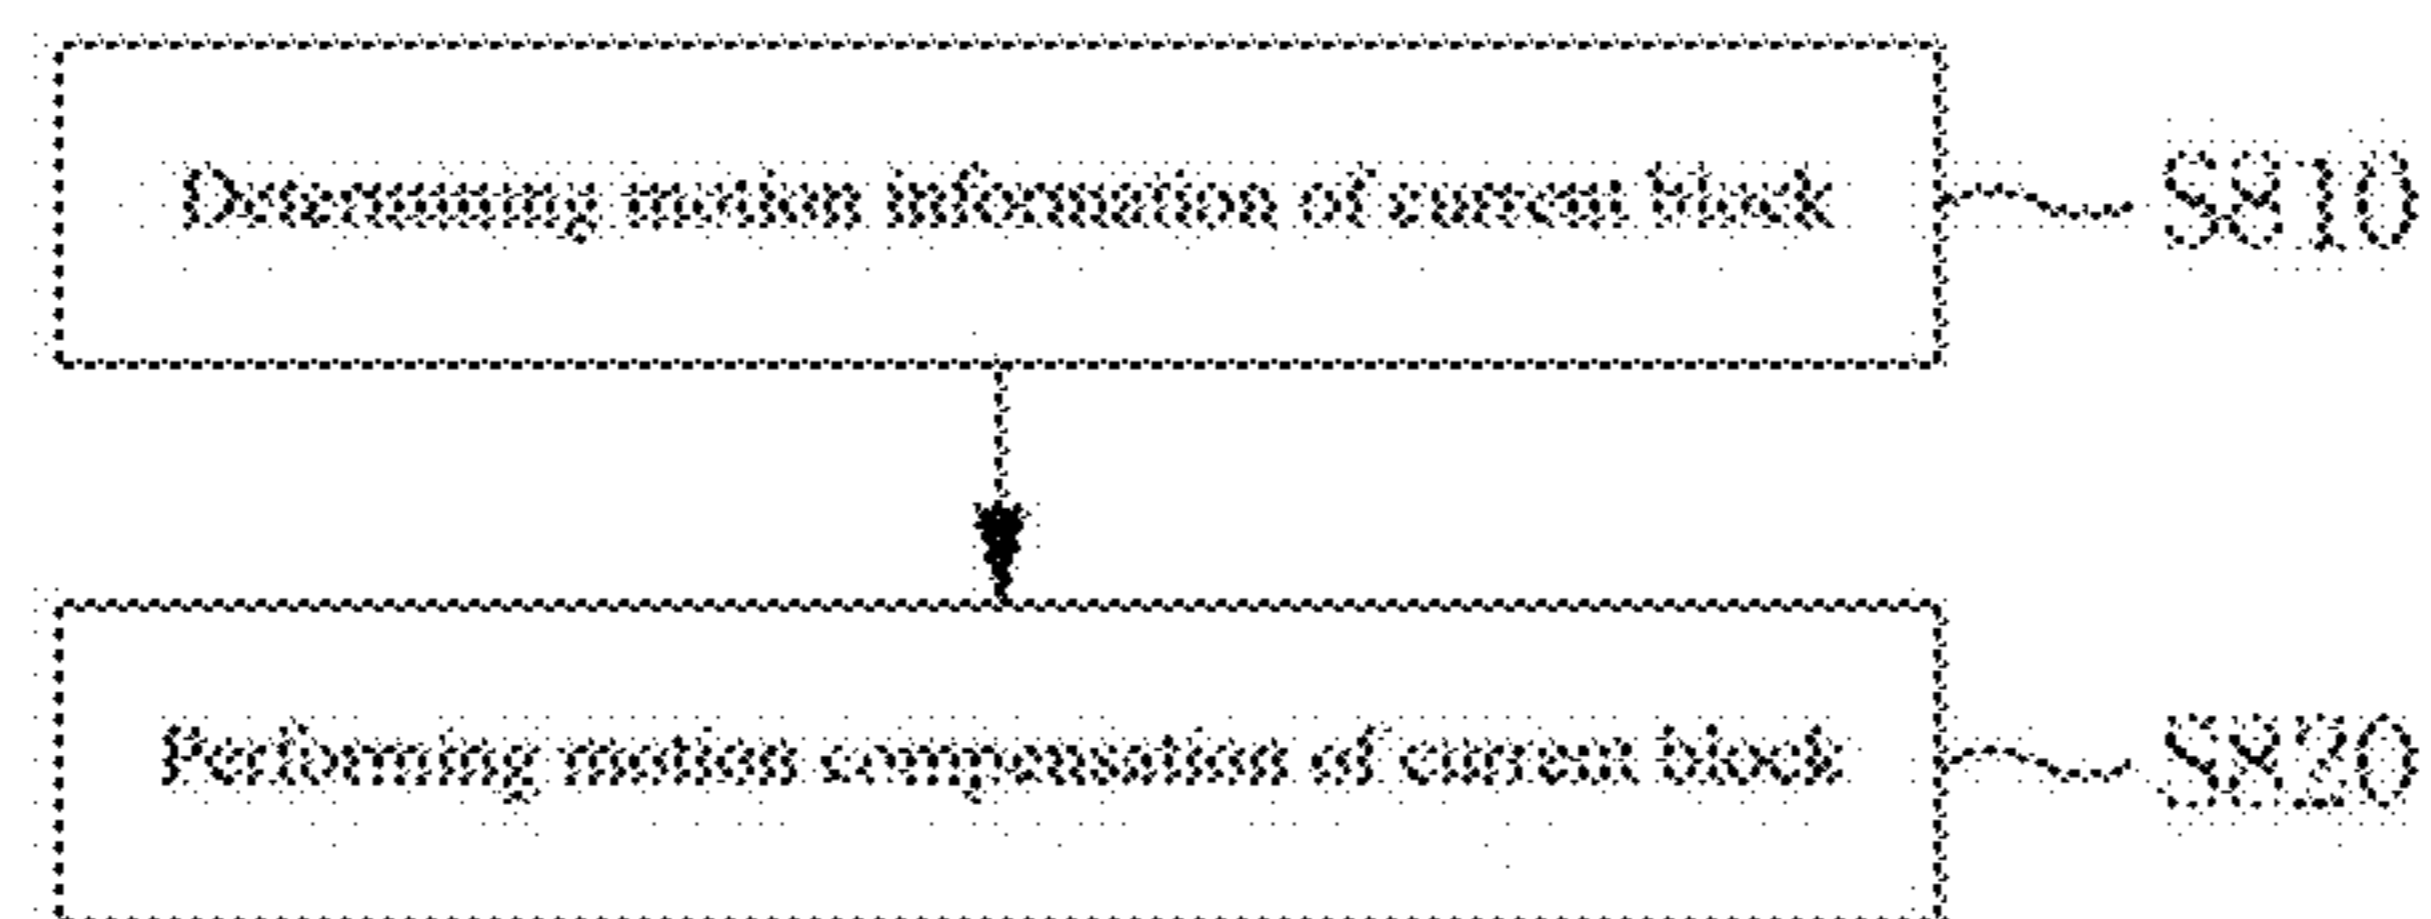 Determining motion information of current block S810
Performing motion compensation of current block S820